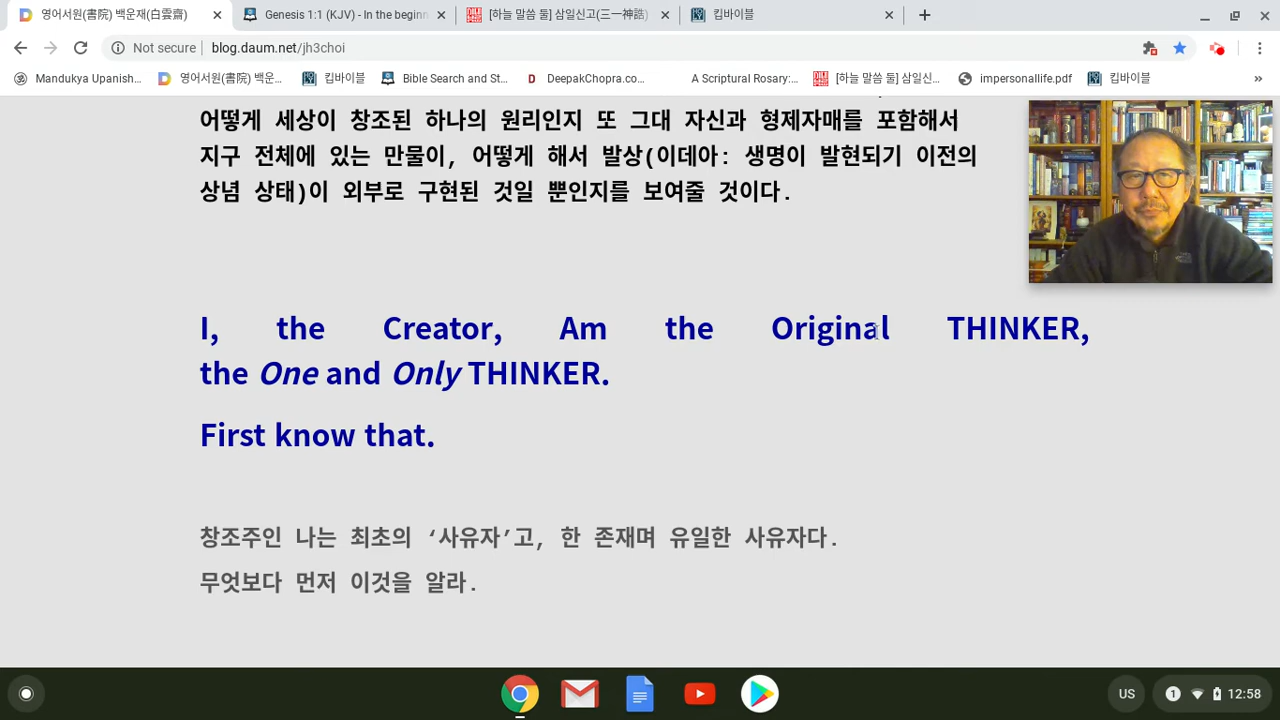 영어서원(書院) 백운재(白雲齋)
Genesis 1:1 (KJV) - In the beginn
[하늘 말씀 둘] 삼일신고(三一神誥)
킵바이블
Not secure
blog.daum.net/jh3choi
Mandukya Upanish...
영어서원(書院) 백운...
킵바이블
Bible Search and St...
DeepakChopra.co...
A Scriptural Rosary:...
[하늘 말씀 둘] 삼일신...
impersonallife.pdf
킵바이블
»
어떻게 세상이 창조된 하나의 원리인지 또 그대 자신과 형제자매를 포함해서
지구 전체에 있는 만물이, 어떻게 해서 발상(이데아: 생명이 발현되기 이전의
상념 상태)이 외부로 구현된 것일 뿐인지를 보여줄 것이다.
I, the Creator, Am the Original THINKER,
the One and Only THINKER.
First know that.
창조주인 나는 최초의 ‘사유자’고, 한 존재며 유일한 사유자다.
무엇보다 먼저 이것을 알라.
US
1
12:58